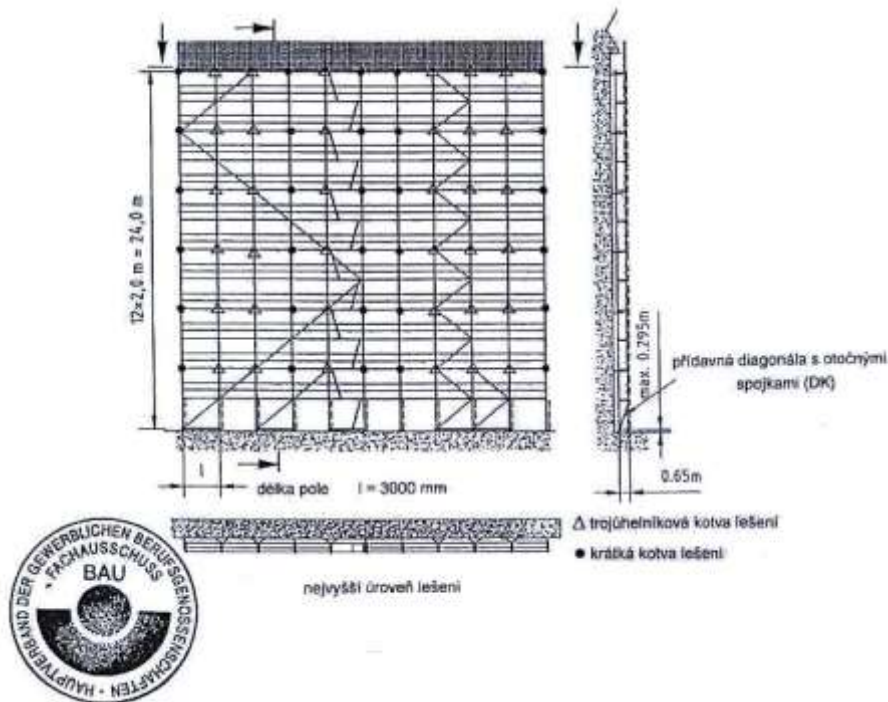 12×2,0 m = 24,0 m
max. 0.295m
přídavná diagonála s otočnými
spojkami (DK)
0.65m
l
délka pole l = 3000 mm
△ trojúhelníková kotva lešení
● krátká kotva lešení
nejvyšší úroveň lešení
HAUPTVERBAND DER GEWERBLICHEN BERUFSGENOSSENSCHAFTEN -
FACHAUSSCHUSS
BAU